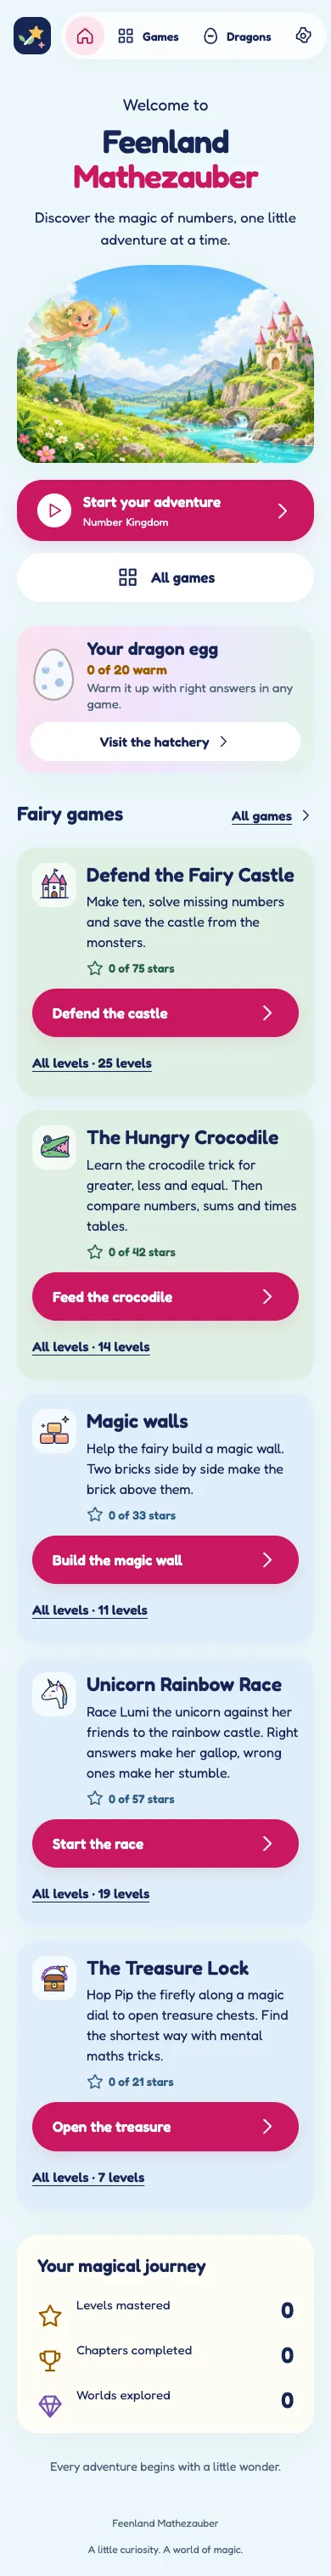 Games
Dragons
Welcome to
Feenland
Mathezauber
Discover the magic of numbers, one little
adventure at a time.
Start your adventure
Number Kingdom
All games
Your dragon egg
0 of 20 warm
Warm it up with right answers in any
game.
Visit the hatchery
Fairy games
All games
Defend the Fairy Castle
Make ten, solve missing numbers
and save the castle from the
monsters.
0 of 75 stars
Defend the castle
All levels · 25 levels
The Hungry Crocodile
Learn the crocodile trick for
greater, less and equal. Then
compare numbers, sums and times
tables.
0 of 42 stars
Feed the crocodile
All levels · 14 levels
Magic walls
Help the fairy build a magic wall.
Two bricks side by side make the
brick above them.
0 of 33 stars
Build the magic wall
All levels · 11 levels
Unicorn Rainbow Race
Race Lumi the unicorn against her
friends to the rainbow castle. Right
answers make her gallop, wrong
ones make her stumble.
0 of 57 stars
Start the race
All levels · 19 levels
The Treasure Lock
Hop Pip the firefly along a magic
dial to open treasure chests. Find
the shortest way with mental
maths tricks.
0 of 21 stars
Open the treasure
All levels · 7 levels
Your magical journey
Levels mastered 0
Chapters completed 0
Worlds explored 0
Every adventure begins with a little wonder.
Feenland Mathezauber
A little curiosity. A world of magic.